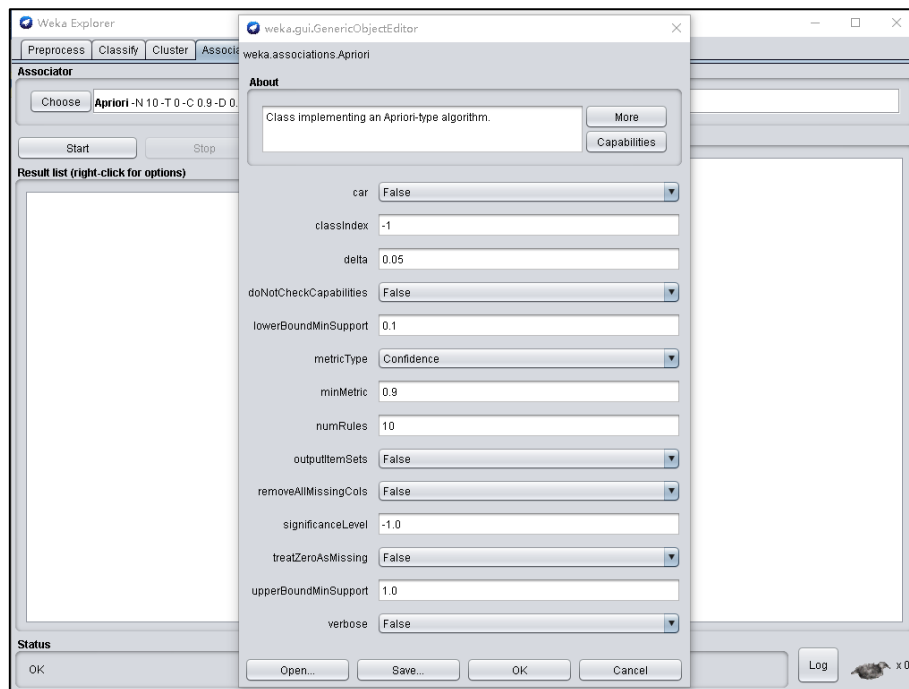 Weka Explorer
weka.gui.GenericObjectEditor
Preprocess Classify Cluster Associa
weka.associations.Apriori
Associator
About
Choose Apriori -N 10 -T 0 -C 0.9 -D 0.
Class implementing an Apriori-type algorithm.
More
Capabilities
Start Stop
Result list (right-click for options)
car False
classIndex -1
delta 0.05
doNotCheckCapabilities False
lowerBoundMinSupport 0.1
metricType Confidence
minMetric 0.9
numRules 10
outputItemSets False
removeAllMissingCols False
significanceLevel -1.0
treatZeroAsMissing False
upperBoundMinSupport 1.0
verbose False
Status
OK
Open... Save... OK Cancel
Log x 0